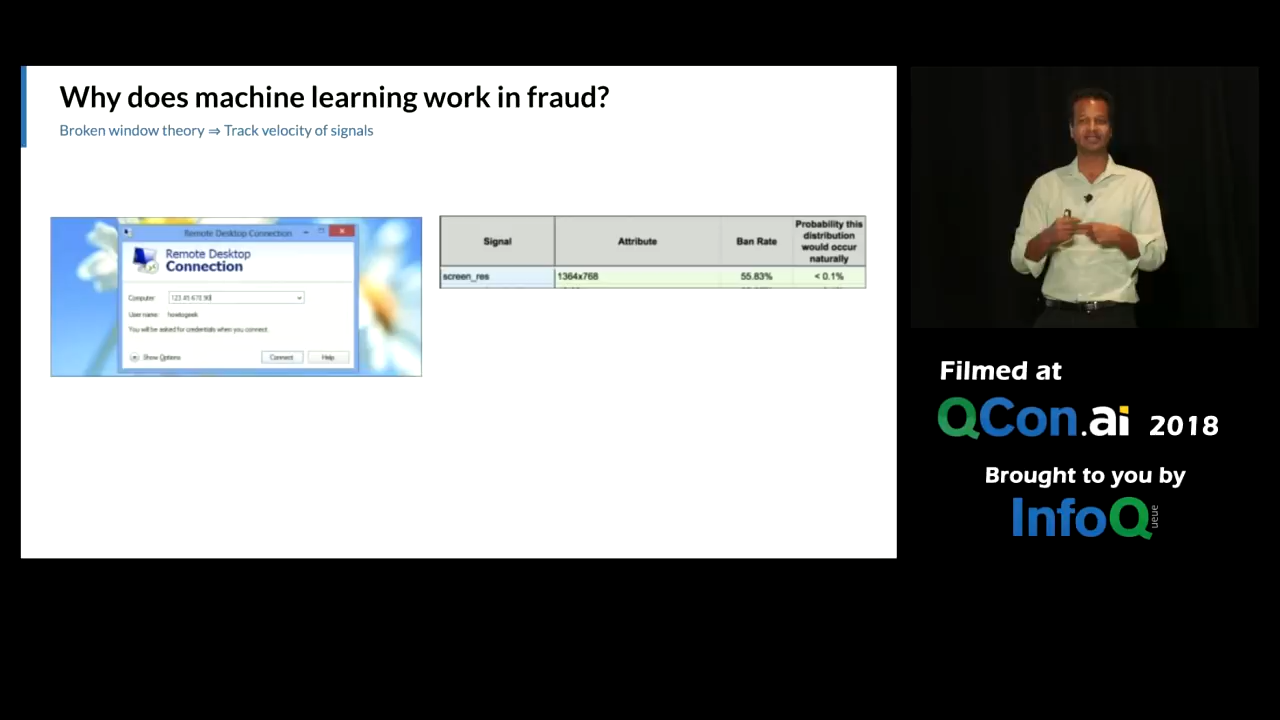 Why does machine learning work in fraud?
Broken window theory ⇒ Track velocity of signals
Remote Desktop Connection
Remote Desktop
Connection
Computer:
User name:
You will be asked for credentials when you connect.
Show Options
Connect
Help
Signal
Attribute
Ban Rate
Probability this
distribution
would occur
naturally
screen_res
1364x768
55.83%
< 0.1%
Filmed at
QCon.ai 2018
Brought to you by
InfoQ
ueue